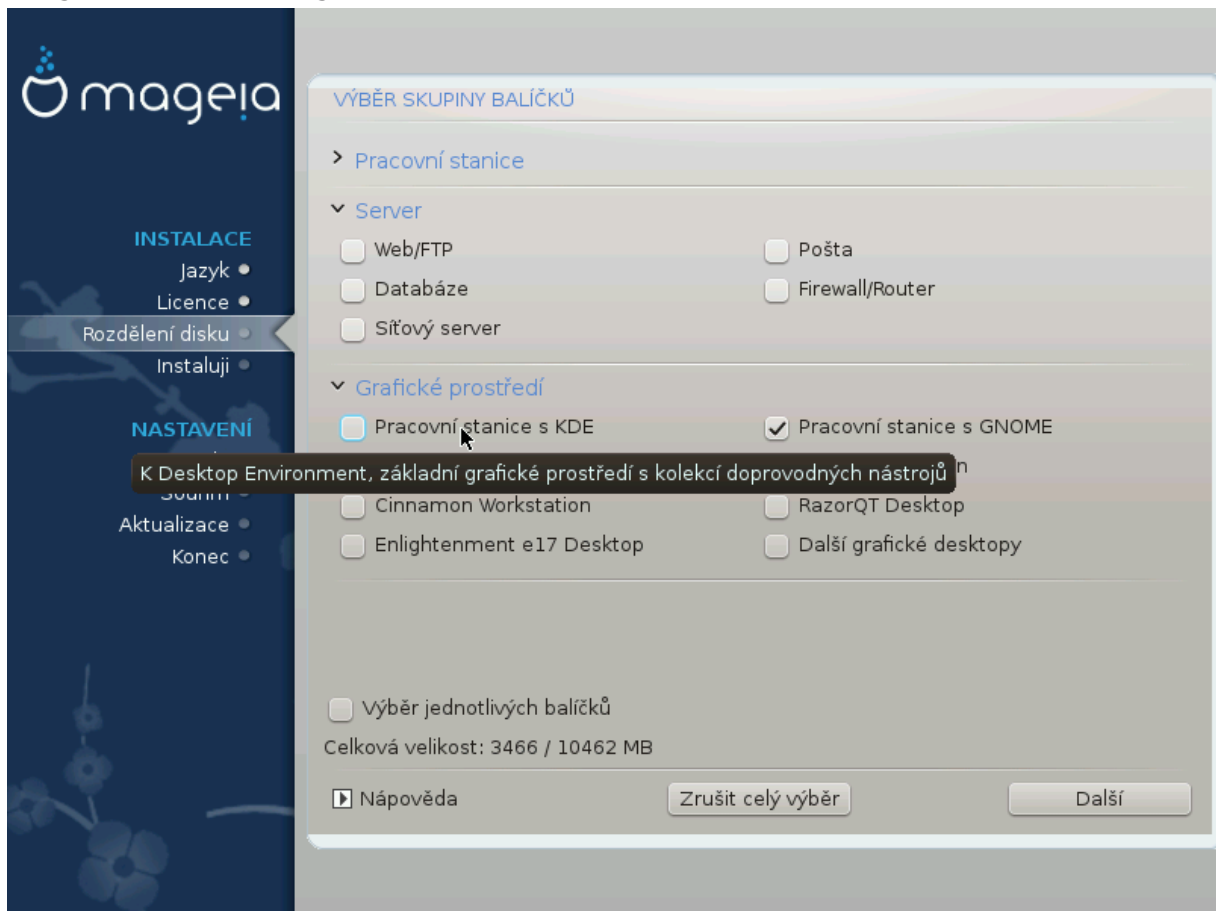 mageia
INSTALACE
Jazyk
Licence
Rozdělení disku
Instaluji
NASTAVENÍ
Souhrn
Aktualizace
Konec
VÝBĚR SKUPINY BALÍČKŮ
Pracovní stanice
Server
Web/FTP
Pošta
Databáze
Firewall/Router
Síťový server
Grafické prostředí
Pracovní stanice s KDE
Pracovní stanice s GNOME
K Desktop Environment, základní grafické prostředí s kolekcí doprovodných nástrojů
Cinnamon Workstation
RazorQT Desktop
Enlightenment e17 Desktop
Další grafické desktopy
Výběr jednotlivých balíčků
Celková velikost: 3466 / 10462 MB
Nápověda
Zrušit celý výběr
Další